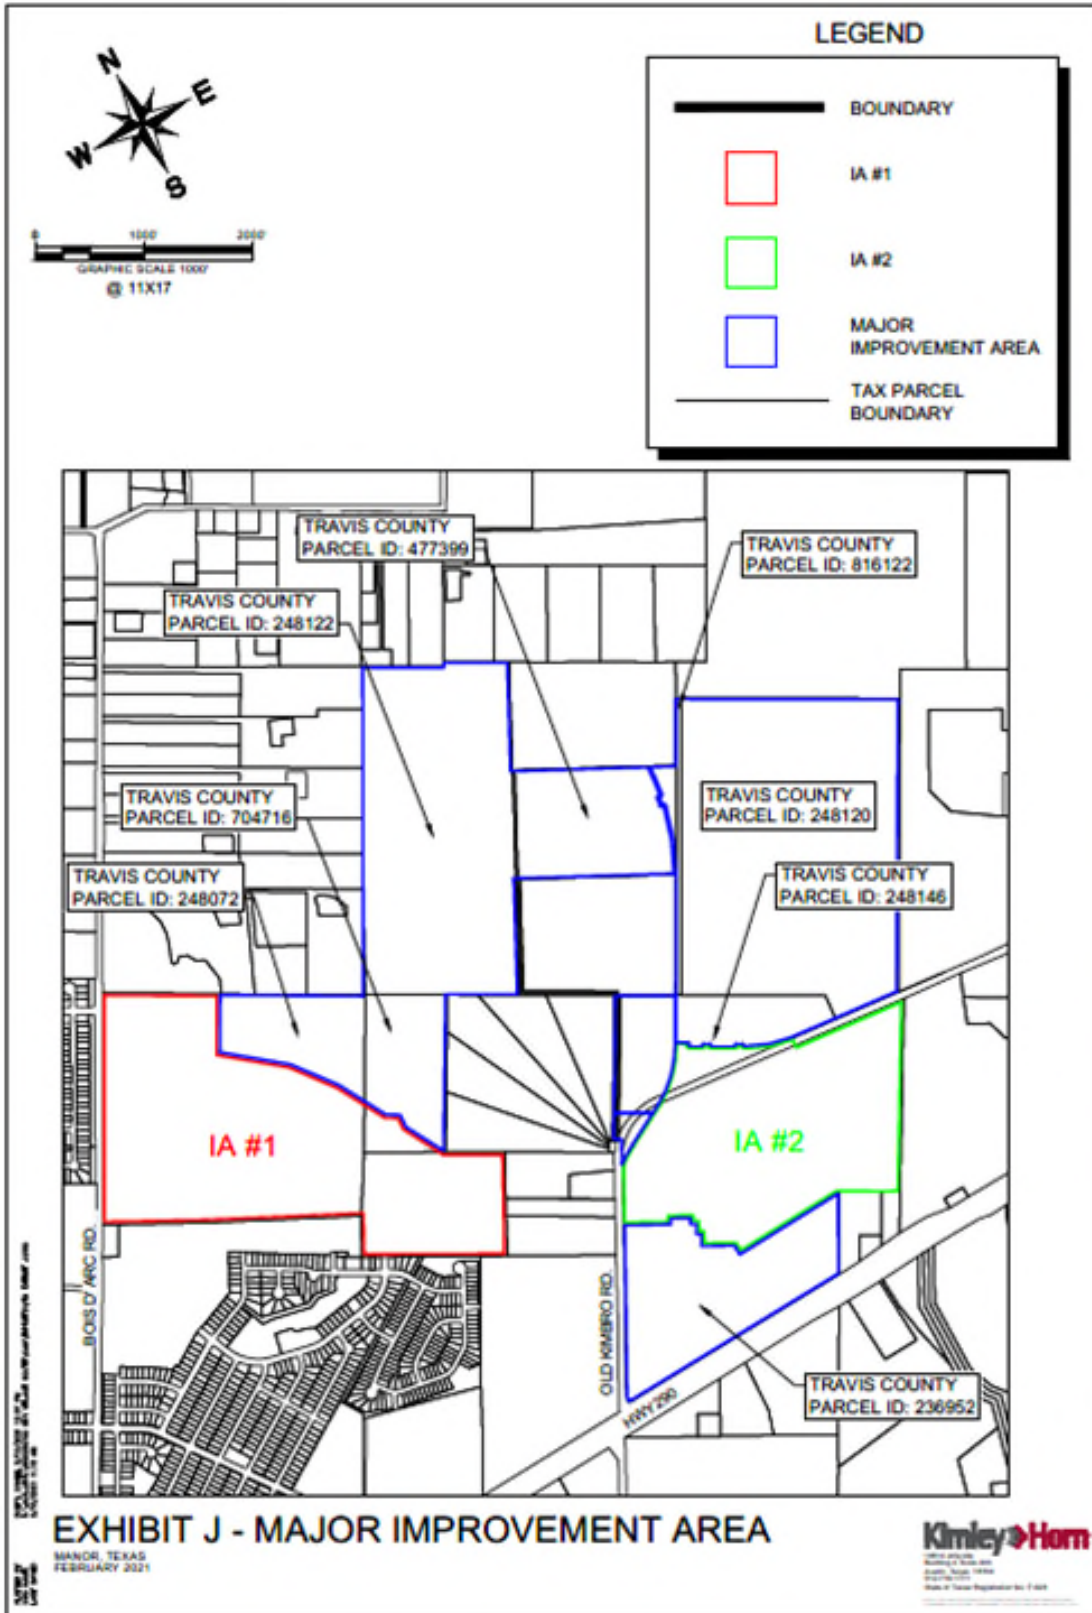 LEGEND
BOUNDARY
IA #1
IA #2
MAJOR
IMPROVEMENT AREA
TAX PARCEL
BOUNDARY
N
E
W
S
0 1000' 2000'
GRAPHIC SCALE 1000'
@ 11X17
TRAVIS COUNTY
PARCEL ID: 477399
TRAVIS COUNTY
PARCEL ID: 816122
TRAVIS COUNTY
PARCEL ID: 248122
TRAVIS COUNTY
PARCEL ID: 704716
TRAVIS COUNTY
PARCEL ID: 248120
TRAVIS COUNTY
PARCEL ID: 248072
TRAVIS COUNTY
PARCEL ID: 248146
IA #1
IA #2
BOIS D' ARC RD.
OLD KIMBRO RD.
HWY 290
TRAVIS COUNTY
PARCEL ID: 236952
EXHIBIT J - MAJOR IMPROVEMENT AREA
MANOR, TEXAS
FEBRUARY 2021
Kimley»Horn